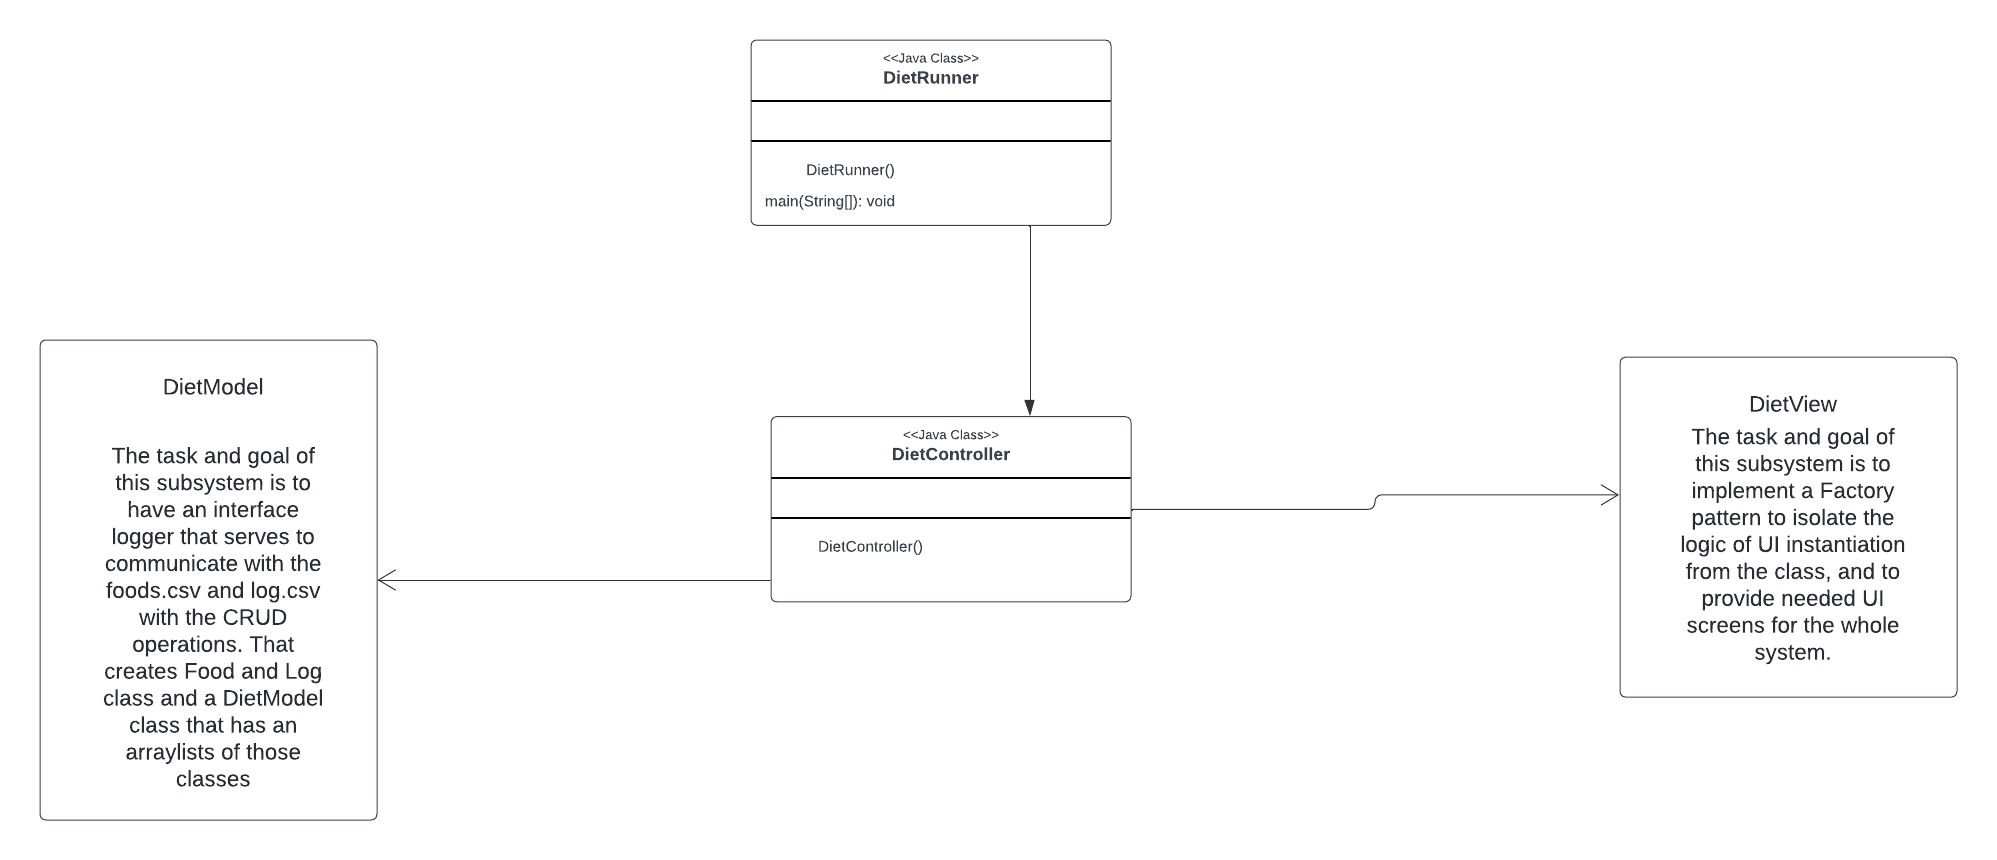 <<Java Class>>
DietRunner
DietRunner()
main(String[]): void
DietModel
The task and goal of
this subsystem is to
have an interface
logger that serves to
communicate with the
foods.csv and log.csv
with the CRUD
operations. That
creates Food and Log
class and a DietModel
class that has an
arraylists of those
classes
<<Java Class>>
DietController
DietController()
DietView
The task and goal of
this subsystem is to
implement a Factory
pattern to isolate the
logic of UI instantiation
from the class, and to
provide needed UI
screens for the whole
system.